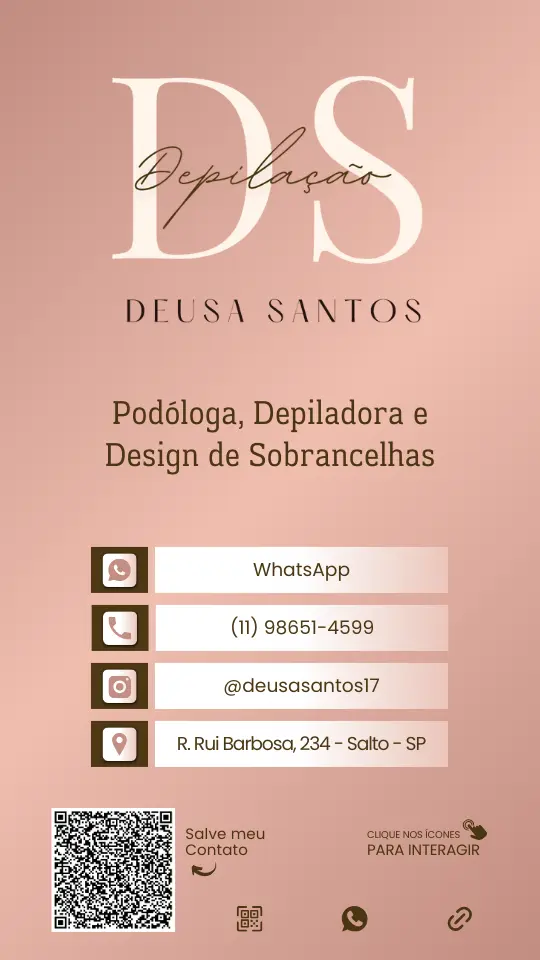 DS
Depilação
DEUSA SANTOS
Podóloga, Depiladora e
Design de Sobrancelhas
WhatsApp
(11) 98651-4599
@deusasantos17
R. Rui Barbosa, 234 - Salto - SP
Salve meu
Contato
CLIQUE NOS ÍCONES
PARA INTERAGIR